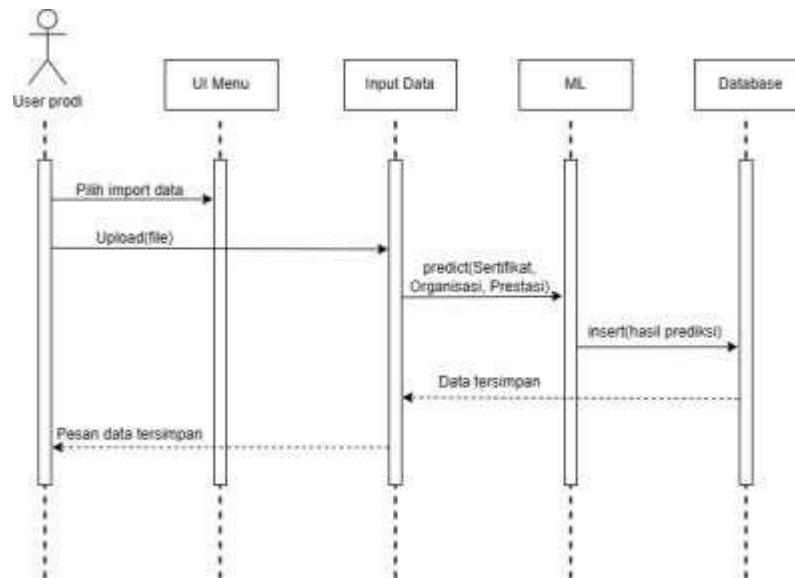 User prodi
UI Menu
Input Data
ML
Database
Pilih import data
Upload(file)
predict(Sertifikat,
Organisasi, Prestasi)
insert(hasil prediksi)
Data tersimpan
Pesan data tersimpan